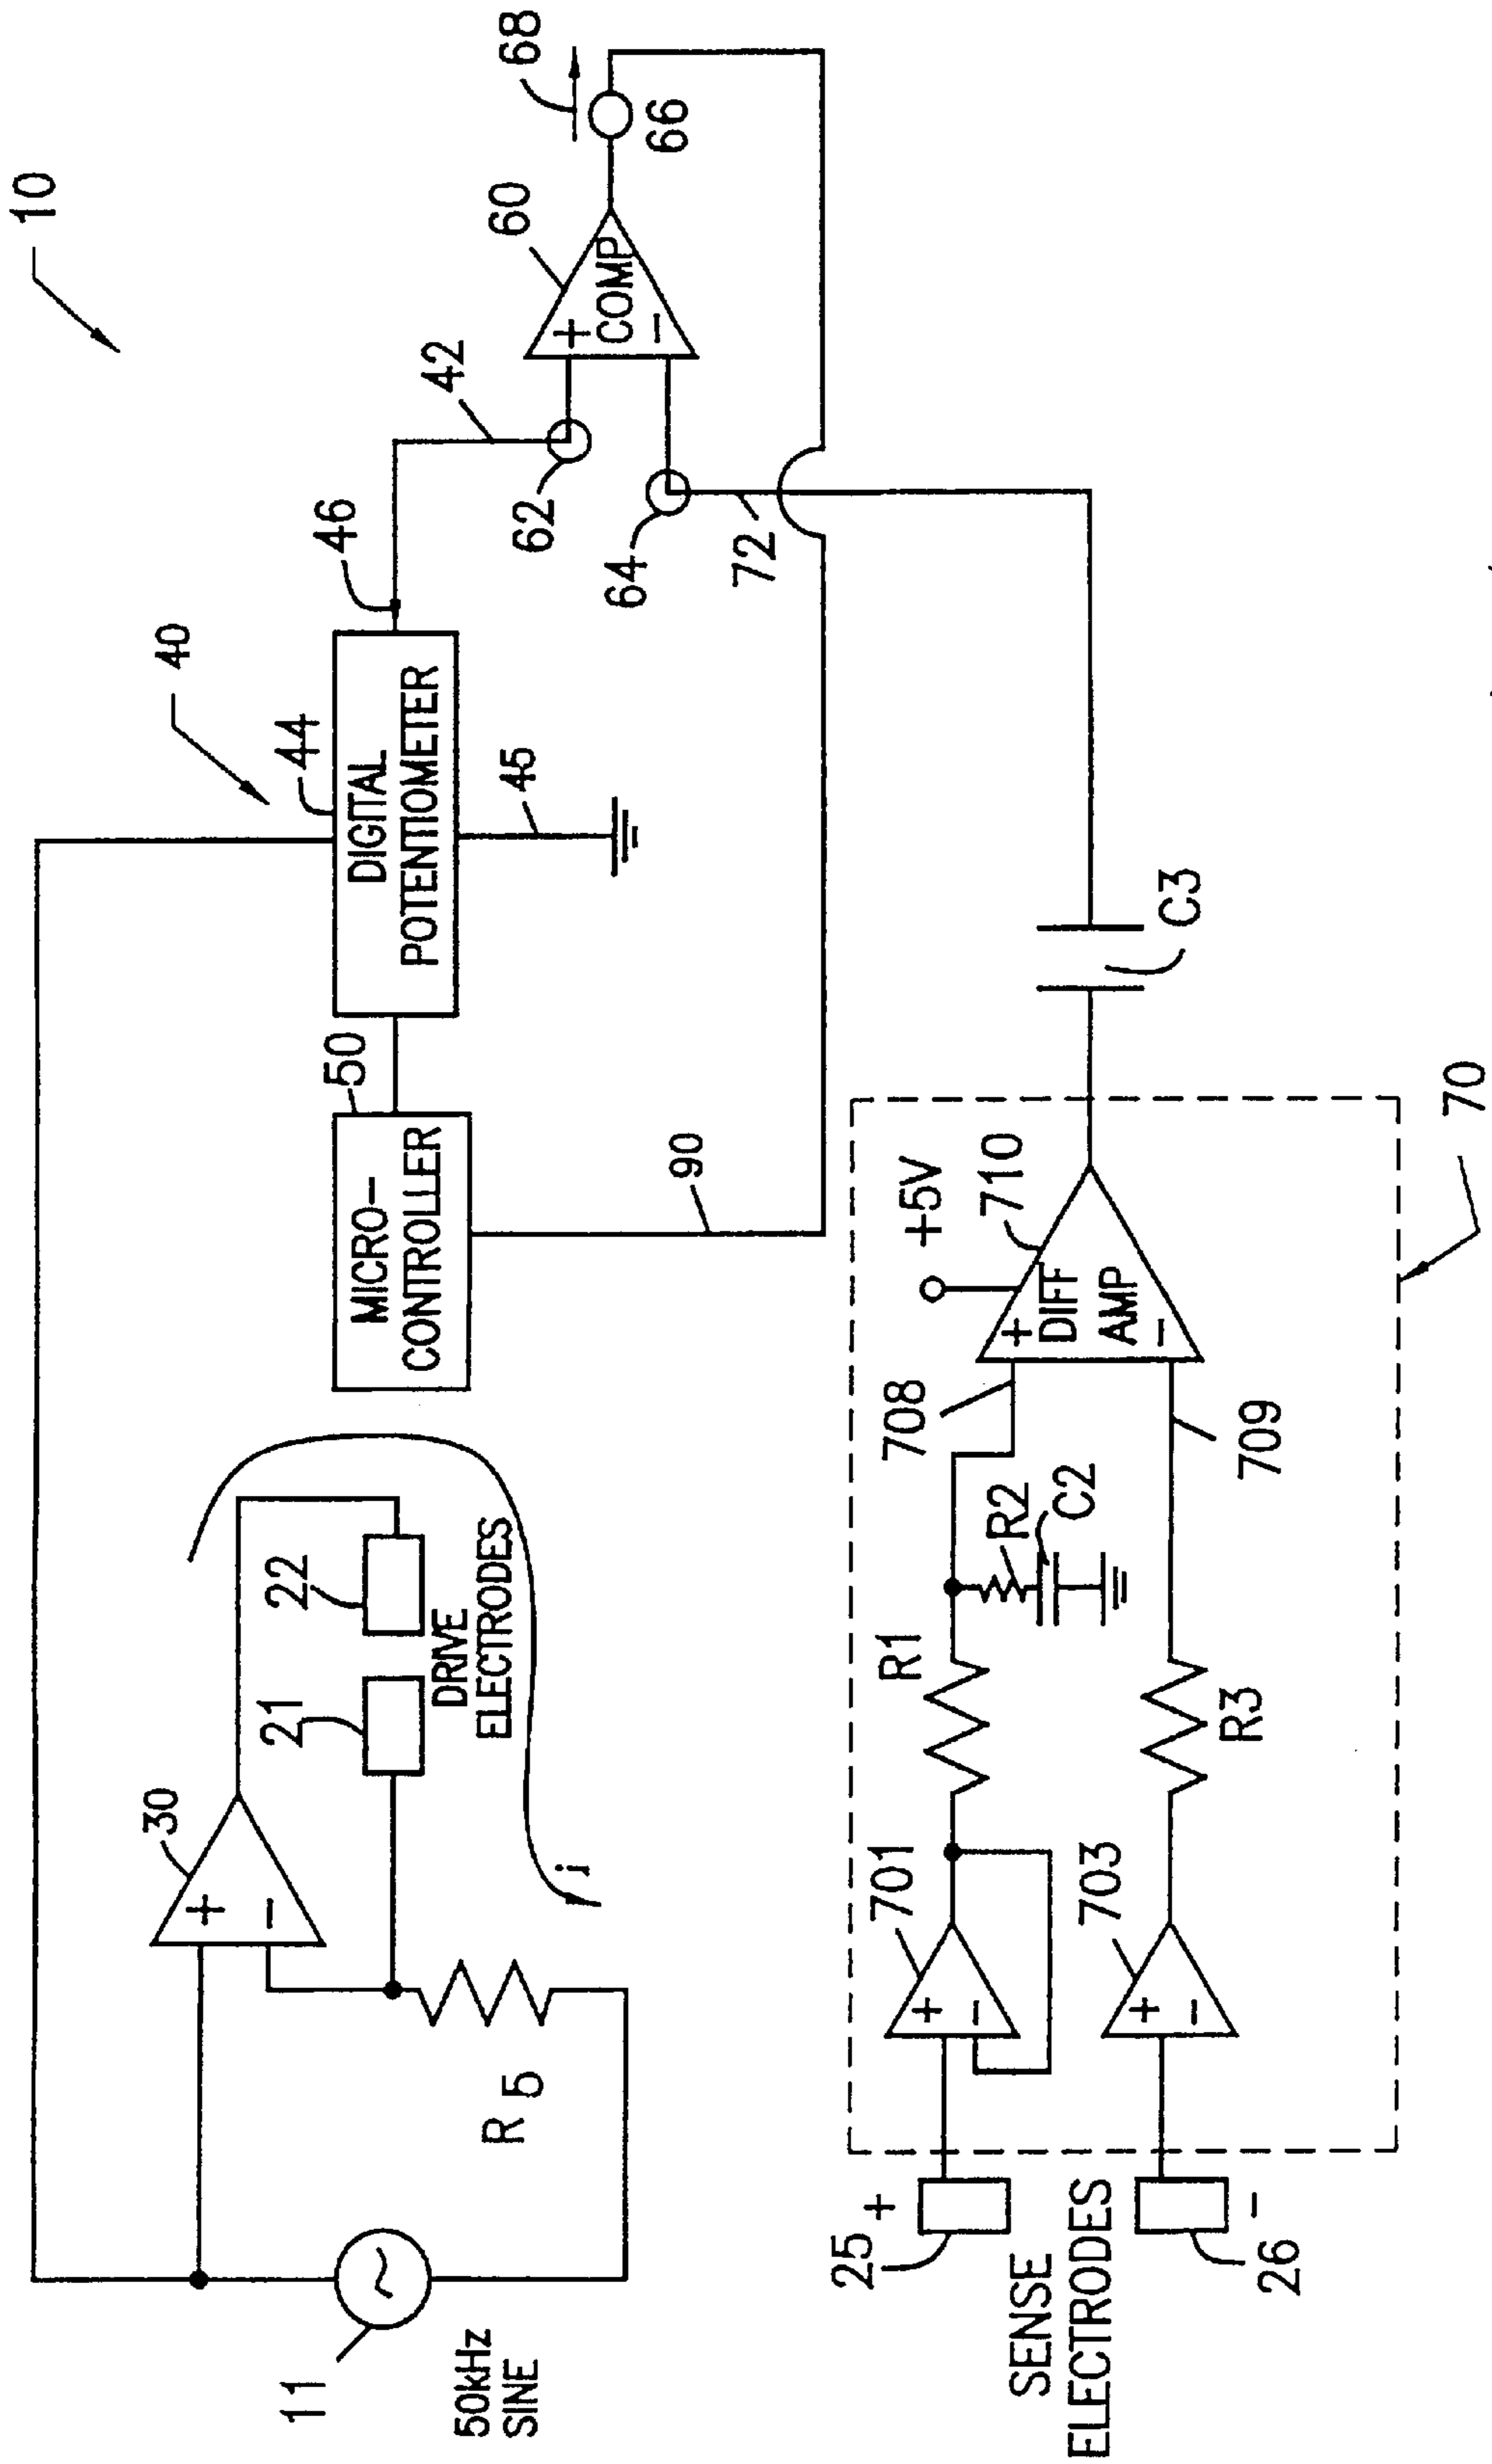 10
11
50kHz
SINE
30
+
−
R5
21
22
DRIVE
ELECTRODES
i
MICRO-
CONTROLLER
50
90
40
44
DIGITAL
POTENTIOMETER
45
46
42
62
64
72
+
COMP
−
60
66
68
25
+
SENSE
ELECTRODES
26
−
701
+
−
703
+
−
R1
R2
C2
R3
708
709
+5V
710
+
DIFF
AMP
−
C3
70